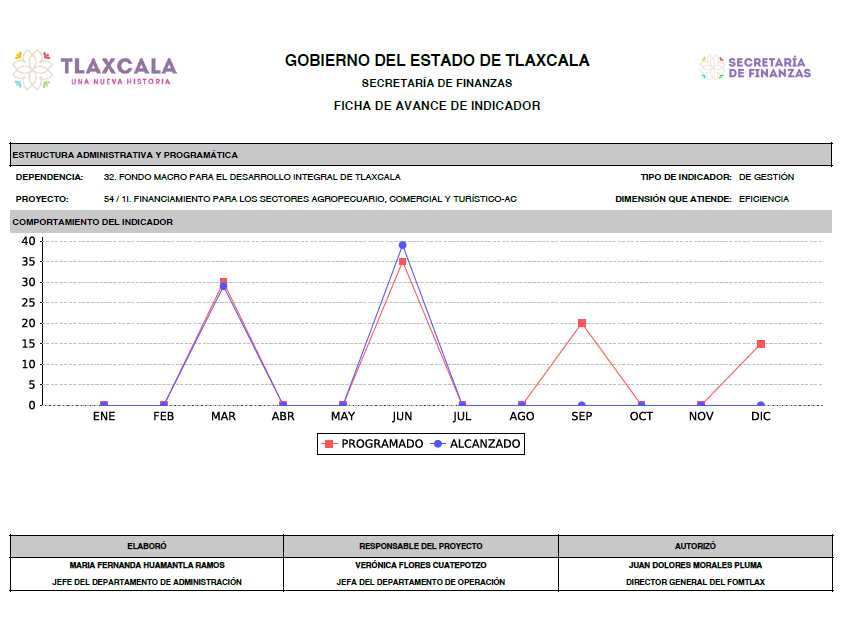 TLAXCALA
UNA NUEVA HISTORIA
GOBIERNO DEL ESTADO DE TLAXCALA
SECRETARÍA DE FINANZAS
FICHA DE AVANCE DE INDICADOR
SECRETARÍA
DE FINANZAS
ESTRUCTURA ADMINISTRATIVA Y PROGRAMÁTICA
DEPENDENCIA: 32. FONDO MACRO PARA EL DESARROLLO INTEGRAL DE TLAXCALA TIPO DE INDICADOR: DE GESTIÓN
PROYECTO: 54 / 1I. FINANCIAMIENTO PARA LOS SECTORES AGROPECUARIO, COMERCIAL Y TURÍSTICO-AC DIMENSIÓN QUE ATIENDE: EFICIENCIA
COMPORTAMIENTO DEL INDICADOR
40
35
30
25
20
15
10
5
0
ENE FEB MAR ABR MAY JUN JUL AGO SEP OCT NOV DIC
PROGRAMADO ALCANZADO
ELABORÓ RESPONSABLE DEL PROYECTO AUTORIZÓ
MARIA FERNANDA HUAMANTLA RAMOS VERÓNICA FLORES CUATEPOTZO JUAN DOLORES MORALES PLUMA
JEFE DEL DEPARTAMENTO DE ADMINISTRACIÓN JEFA DEL DEPARTAMENTO DE OPERACIÓN DIRECTOR GENERAL DEL FOMTLAX